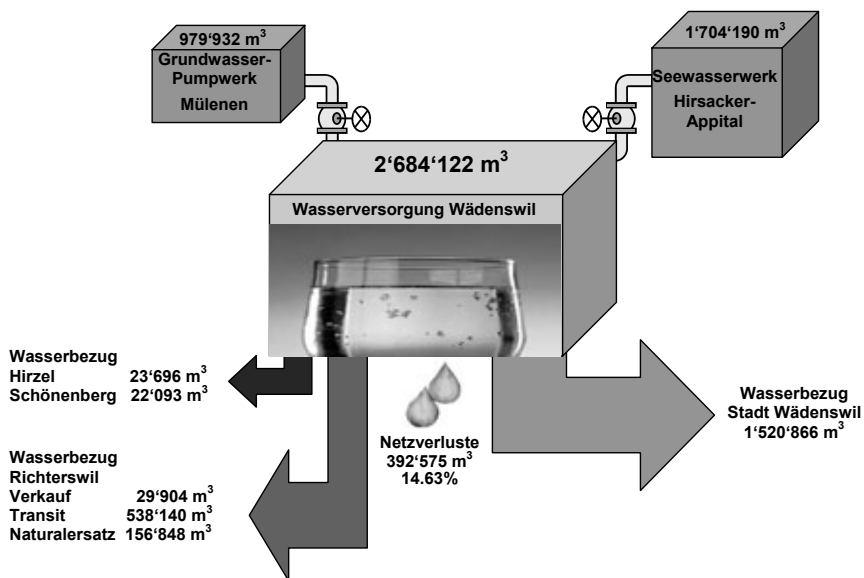 979‘932 m³
Grundwasser-
Pumpwerk
Mülenen
1‘704‘190 m³
Seewasserwerk
Hirsacker-
Appital
2‘684‘122 m³
Wasserversorgung Wädenswil
Wasserbezug
Hirzel 23‘696 m³
Schönenberg 22‘093 m³
Wasserbezug
Richterswil
Verkauf 29‘904 m³
Transit 538‘140 m³
Naturalersatz 156‘848 m³
Netzverluste
392‘575 m³
14.63%
Wasserbezug
Stadt Wädenswil
1‘520‘866 m³